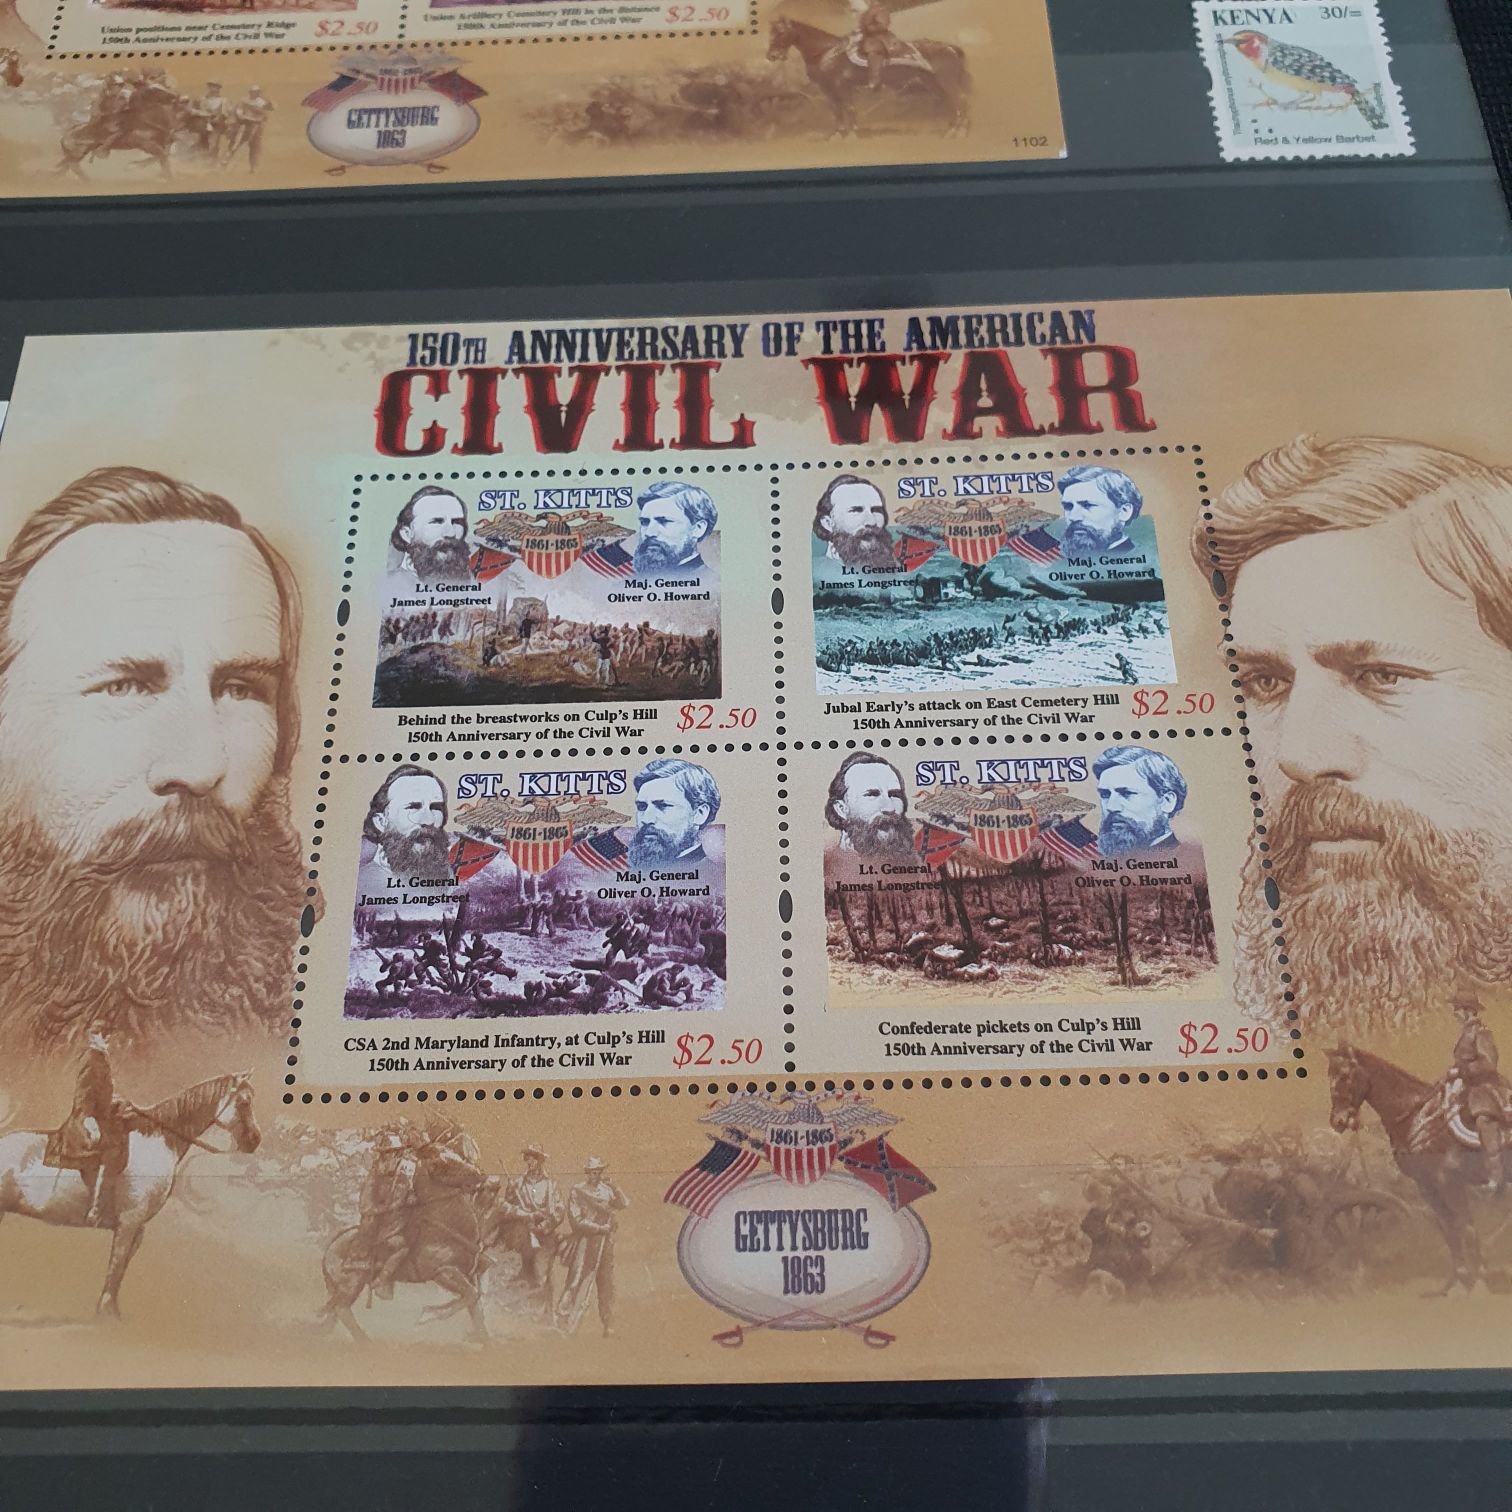 Union positions near Cemetery Ridge
150th Anniversary of the Civil War
$2.50
Union Artillery Cemetery Hill in the distance
150th Anniversary of the Civil War
$2.50
GETTYSBURG
1863
1102
KENYA 30/=
Red & Yellow Barbet
150TH ANNIVERSARY OF THE AMERICAN
CIVIL WAR
ST. KITTS
1861-1865
Lt. General
James Longstreet
Maj. General
Oliver O. Howard
Behind the breastworks on Culp's Hill
150th Anniversary of the Civil War
$2.50
ST. KITTS
1861-1865
Lt. General
James Longstreet
Maj. General
Oliver O. Howard
Jubal Early's attack on East Cemetery Hill
150th Anniversary of the Civil War
$2.50
ST. KITTS
1861-1865
Lt. General
James Longstreet
Maj. General
Oliver O. Howard
CSA 2nd Maryland Infantry, at Culp's Hill
150th Anniversary of the Civil War
$2.50
ST. KITTS
1861-1865
Lt. General
James Longstreet
Maj. General
Oliver O. Howard
Confederate pickets on Culp's Hill
150th Anniversary of the Civil War
$2.50
1861-1865
GETTYSBURG
1863